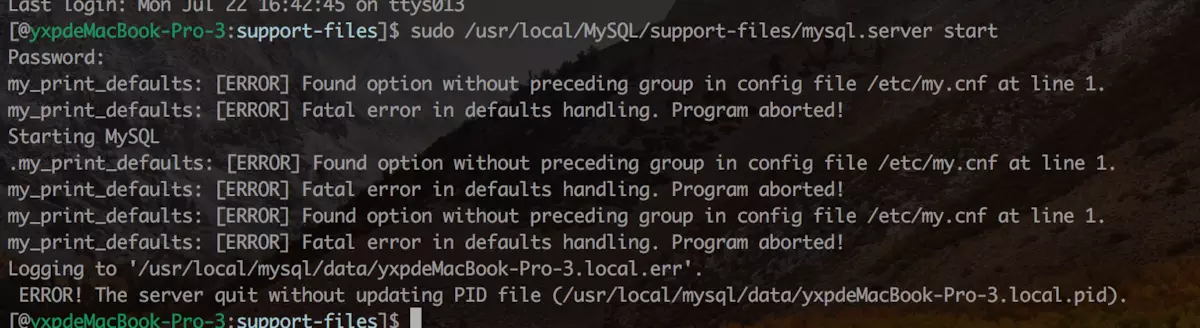 Last login: Mon Jul 22 16:42:45 on ttys013
[@yxpdeMacBook-Pro-3:support-files]$ sudo /usr/local/MySQL/support-files/mysql.server start
Password:
my_print_defaults: [ERROR] Found option without preceding group in config file /etc/my.cnf at line 1.
my_print_defaults: [ERROR] Fatal error in defaults handling. Program aborted!
Starting MySQL
.my_print_defaults: [ERROR] Found option without preceding group in config file /etc/my.cnf at line 1.
my_print_defaults: [ERROR] Fatal error in defaults handling. Program aborted!
my_print_defaults: [ERROR] Found option without preceding group in config file /etc/my.cnf at line 1.
my_print_defaults: [ERROR] Fatal error in defaults handling. Program aborted!
Logging to '/usr/local/mysql/data/yxpdeMacBook-Pro-3.local.err'.
 ERROR! The server quit without updating PID file (/usr/local/mysql/data/yxpdeMacBook-Pro-3.local.pid).
[@yxpdeMacBook-Pro-3:support-files]$